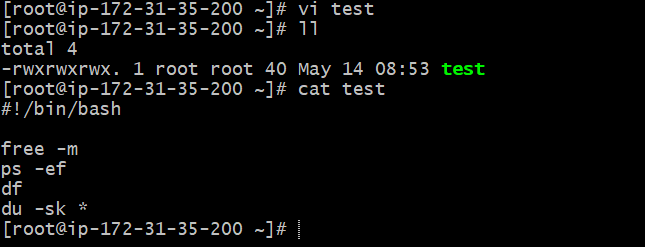 [root@ip-172-31-35-200 ~]# vi test
[root@ip-172-31-35-200 ~]# ll
total 4
-rwxrwxrwx. 1 root root 40 May 14 08:53 test
[root@ip-172-31-35-200 ~]# cat test
#!/bin/bash

free -m
ps -ef
df
du -sk *
[root@ip-172-31-35-200 ~]#